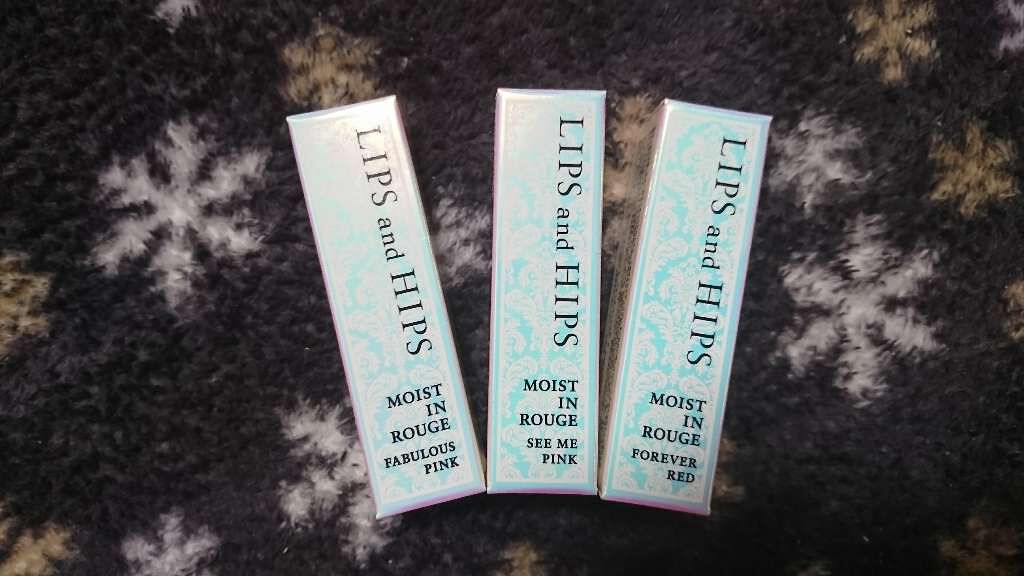 LIPS and HIPS
MOIST
IN
ROUGE
FABULOUS
PINK
LIPS and HIPS
MOIST
IN
ROUGE
SEE ME
PINK
LIPS and HIPS
MOIST
IN
ROUGE
FOREVER
RED